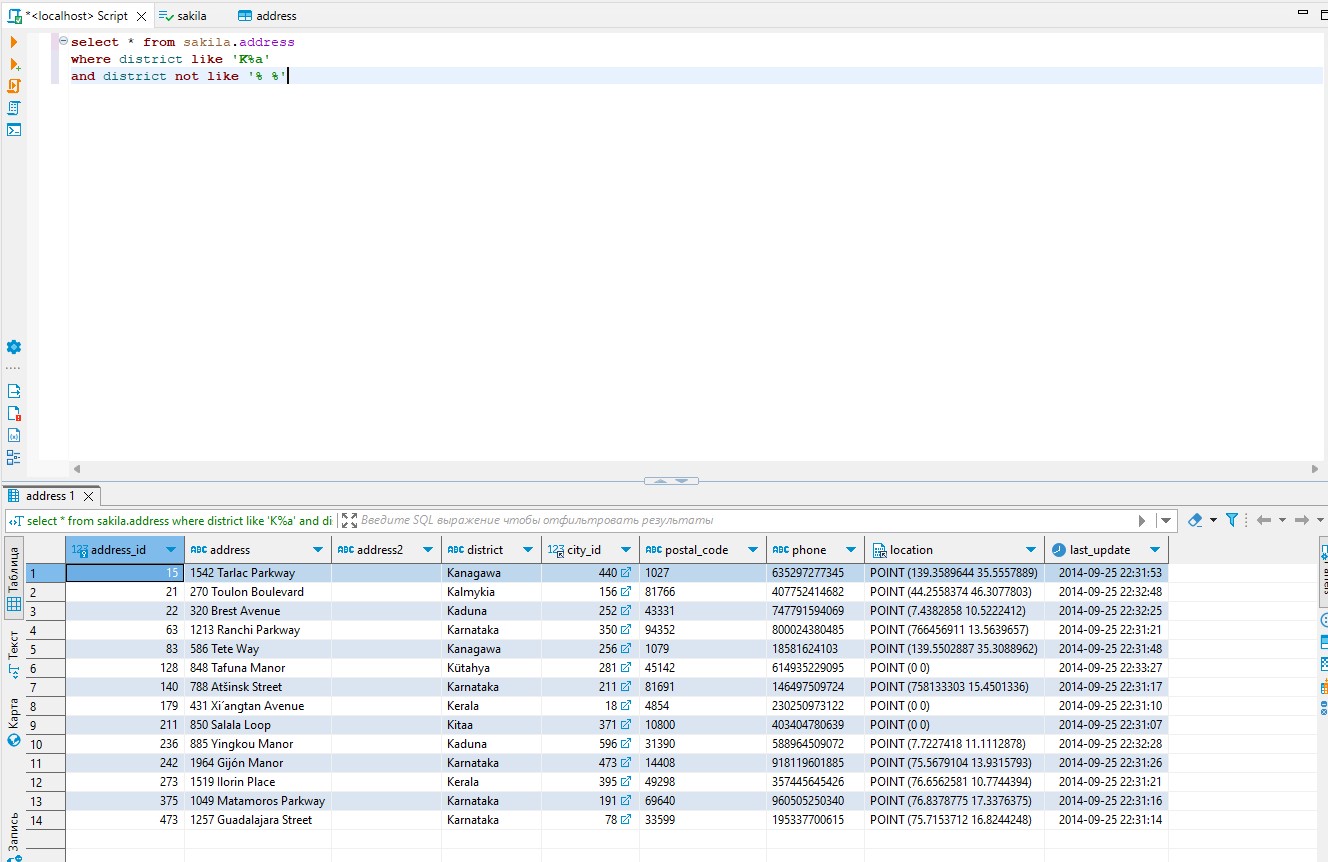 *<localhost> Script sakila address
select * from sakila.address
where district like 'K%a'
and district not like '% %'
address 1
select * from sakila.address where district like 'K%a' and di Введите SQL выражение чтобы отфильтровать результаты
Таблица
Текст
Карта
Запись
123 address_id ABC address ABC address2 ABC district 123 city_id ABC postal_code ABC phone location last_update
1 15 1542 Tarlac Parkway Kanagawa 440 1027 635297277345 POINT (139.3589644 35.5557889) 2014-09-25 22:31:53
2 21 270 Toulon Boulevard Kalmykia 156 81766 407752414682 POINT (44.2558374 46.3077803) 2014-09-25 22:32:48
3 22 320 Brest Avenue Kaduna 252 43331 747791594069 POINT (7.4382858 10.5222412) 2014-09-25 22:32:25
4 63 1213 Ranchi Parkway Karnataka 350 94352 800024380485 POINT (766456911 13.5639657) 2014-09-25 22:31:21
5 83 586 Tete Way Kanagawa 256 1079 18581624103 POINT (139.5502887 35.3088962) 2014-09-25 22:31:48
6 128 848 Tafuna Manor Kütahya 281 45142 614935229095 POINT (0 0) 2014-09-25 22:33:27
7 140 788 Atšinsk Street Karnataka 211 81691 146497509724 POINT (758133303 15.4501336) 2014-09-25 22:31:17
8 179 431 Xi´angtan Avenue Kerala 18 4854 230250973122 POINT (0 0) 2014-09-25 22:31:10
9 211 850 Salala Loop Kitaa 371 10800 403404780639 POINT (0 0) 2014-09-25 22:31:07
10 236 885 Yingkou Manor Kaduna 596 31390 588964509072 POINT (7.7227418 11.1112878) 2014-09-25 22:32:28
11 242 1964 Gijón Manor Karnataka 473 14408 918119601885 POINT (75.5679104 13.9315793) 2014-09-25 22:31:26
12 273 1519 Ilorin Place Kerala 395 49298 357445645426 POINT (76.6562581 10.7744394) 2014-09-25 22:31:21
13 375 1049 Matamoros Parkway Karnataka 191 69640 960505250340 POINT (76.8378775 17.3376375) 2014-09-25 22:31:16
14 473 1257 Guadalajara Street Karnataka 78 33599 195337700615 POINT (75.7153712 16.8244248) 2014-09-25 22:31:14